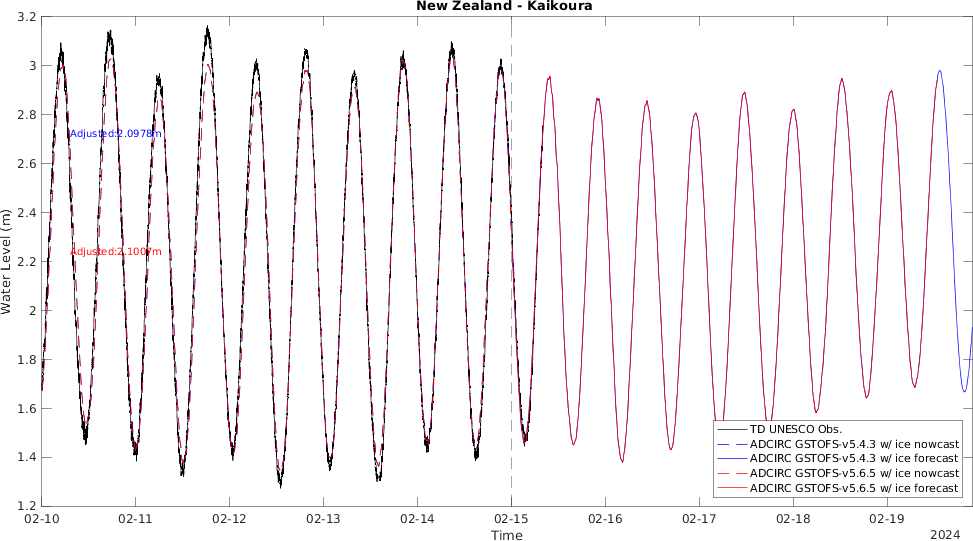 New Zealand - Kaikoura
3.2
3
2.8
2.6
2.4
2.2
2
1.8
1.6
1.4
1.2
Water Level (m)
Adjusted:2.0978m
Adjusted:2.1007m
TD UNESCO Obs.
ADCIRC GSTOFS-v5.4.3 w/ ice nowcast
ADCIRC GSTOFS-v5.4.3 w/ ice forecast
ADCIRC GSTOFS-v5.6.5 w/ ice nowcast
ADCIRC GSTOFS-v5.6.5 w/ ice forecast
02-10 02-11 02-12 02-13 02-14 02-15 02-16 02-17 02-18 02-19
Time
2024